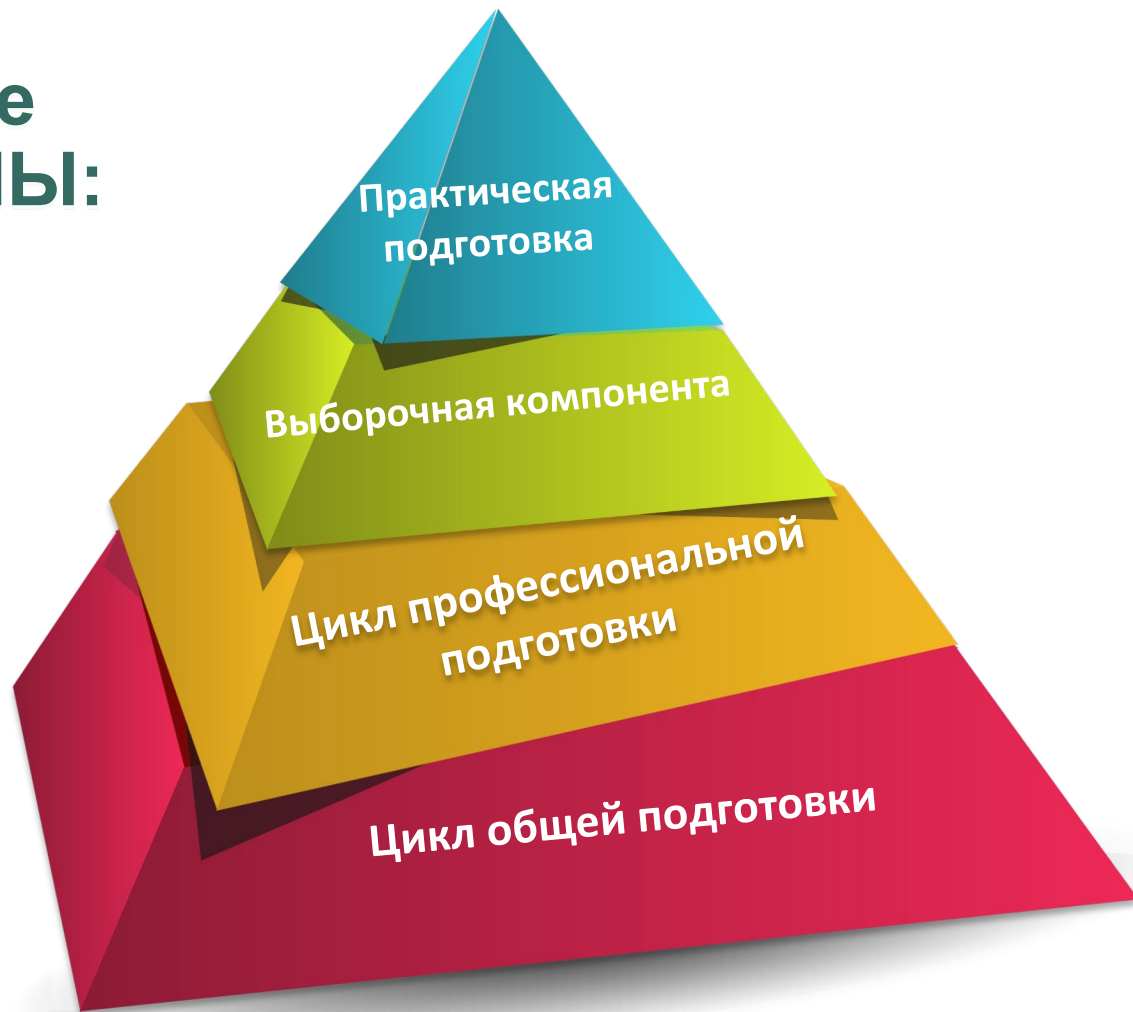 Практическая
подготовка
Выборочная компонента
Цикл профессиональной
подготовки
Цикл общей подготовки